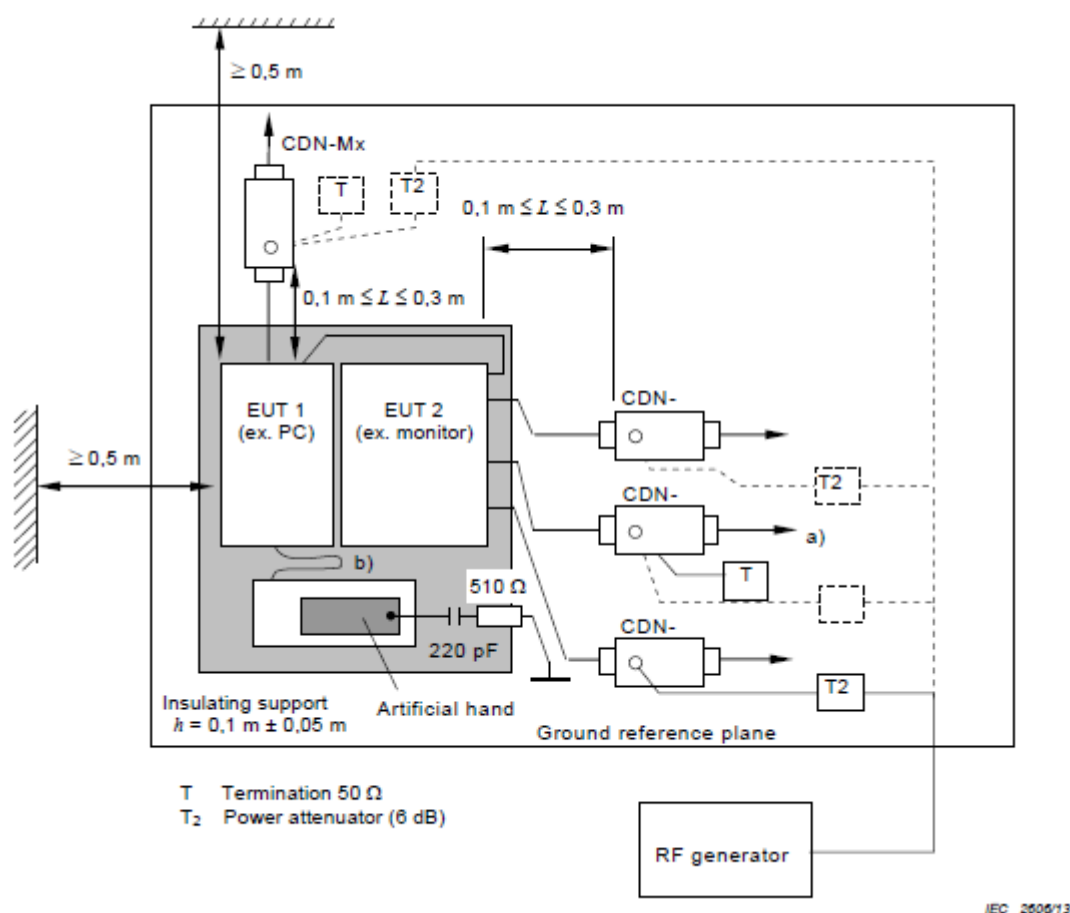 ≥ 0,5 m
CDN-Mx
T
T2
0,1 m ≤ L ≤ 0,3 m
0,1 m ≤ L ≤ 0,3 m
EUT 1
(ex. PC)
EUT 2
(ex. monitor)
CDN-
≥ 0,5 m
T2
CDN-
a)
b)
T
510 Ω
CDN-
220 pF
T2
Insulating support
h = 0,1 m ± 0,05 m
Artificial hand
Ground reference plane
T Termination 50 Ω
T₂ Power attenuator (6 dB)
RF generator
IEC 2606/13